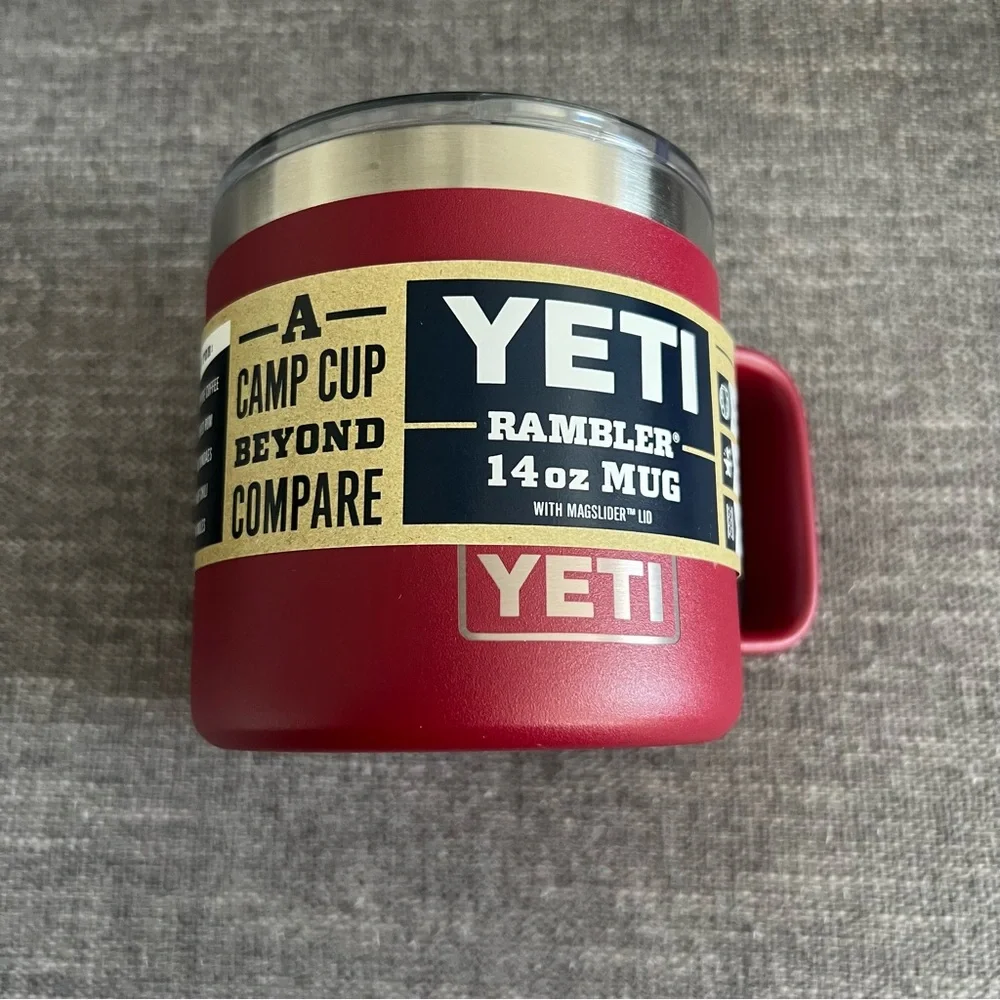 A
CAMP CUP
BEYOND
COMPARE
YETI
RAMBLER®
14 oz MUG
WITH MAGSLIDER™ LID
YETI